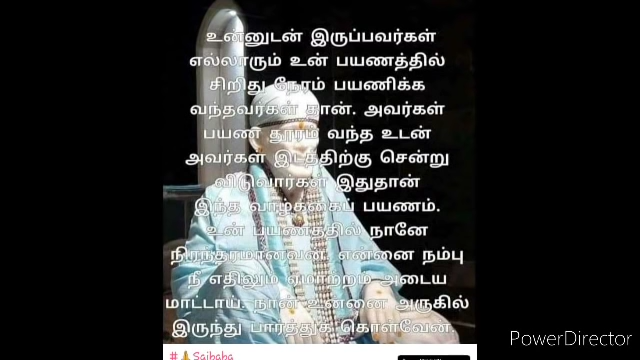 உன்னுடன் இருப்பவர்கள்
எல்லாரும் உன் பயணத்தில்
சிறிது நேரம் பயணிக்க
வந்தவர்கள் தான். அவர்கள்
பயண தூரம் வந்த உடன்
அவர்கள் இடத்திற்கு சென்று
விடுவார்கள் இதுதான்
இந்த வாழ்க்கைப் பயணம்.
உன் பயணத்தில் நானே
நிரந்தரமானவன். என்னை நம்பு
நீ எதிலும் ஏமாற்றம் அடைய
மாட்டாய். நான் உன்னை அருகில்
இருந்து பார்த்துக் கொள்வேன்.
#🙏Saibaba
PowerDirector